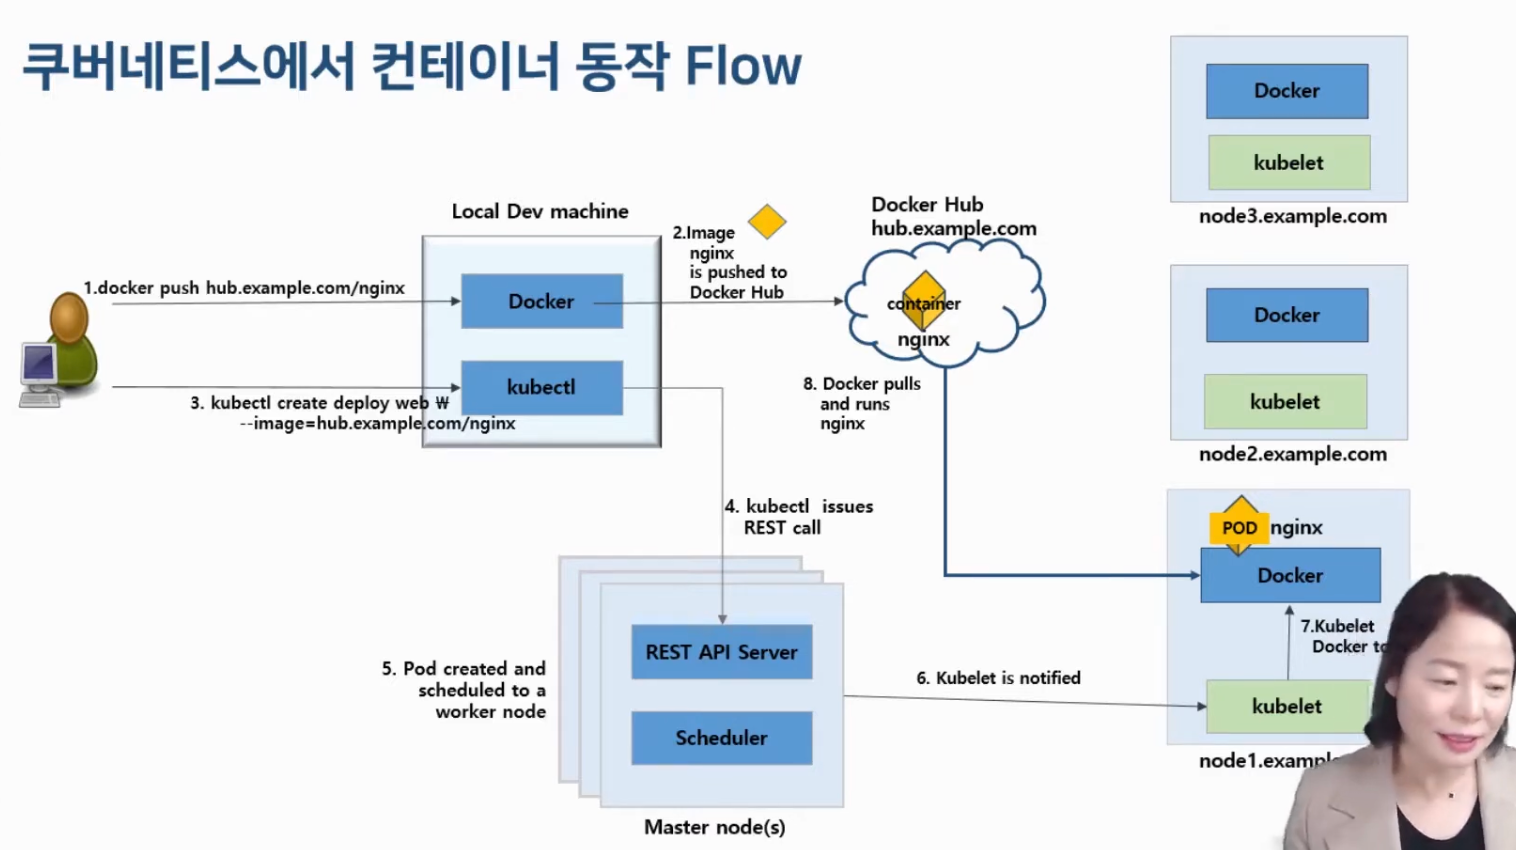 쿠버네티스에서 컨테이너 동작 Flow
Docker
kubelet
node3.example.com
Local Dev machine
Docker Hub
hub.example.com
2.Image
nginx
is pushed to
Docker Hub
1.docker push hub.example.com/nginx
Docker
container
nginx
kubectl
3. kubectl create deploy web ₩
--image=hub.example.com/nginx
8. Docker pulls
and runs
nginx
Docker
kubelet
node2.example.com
4. kubectl issues
REST call
POD nginx
Docker
7.Kubelet
Docker
kubelet
node1.
5. Pod created and
scheduled to a
worker node
REST API Server
Scheduler
6. Kubelet is notified
Master node(s)